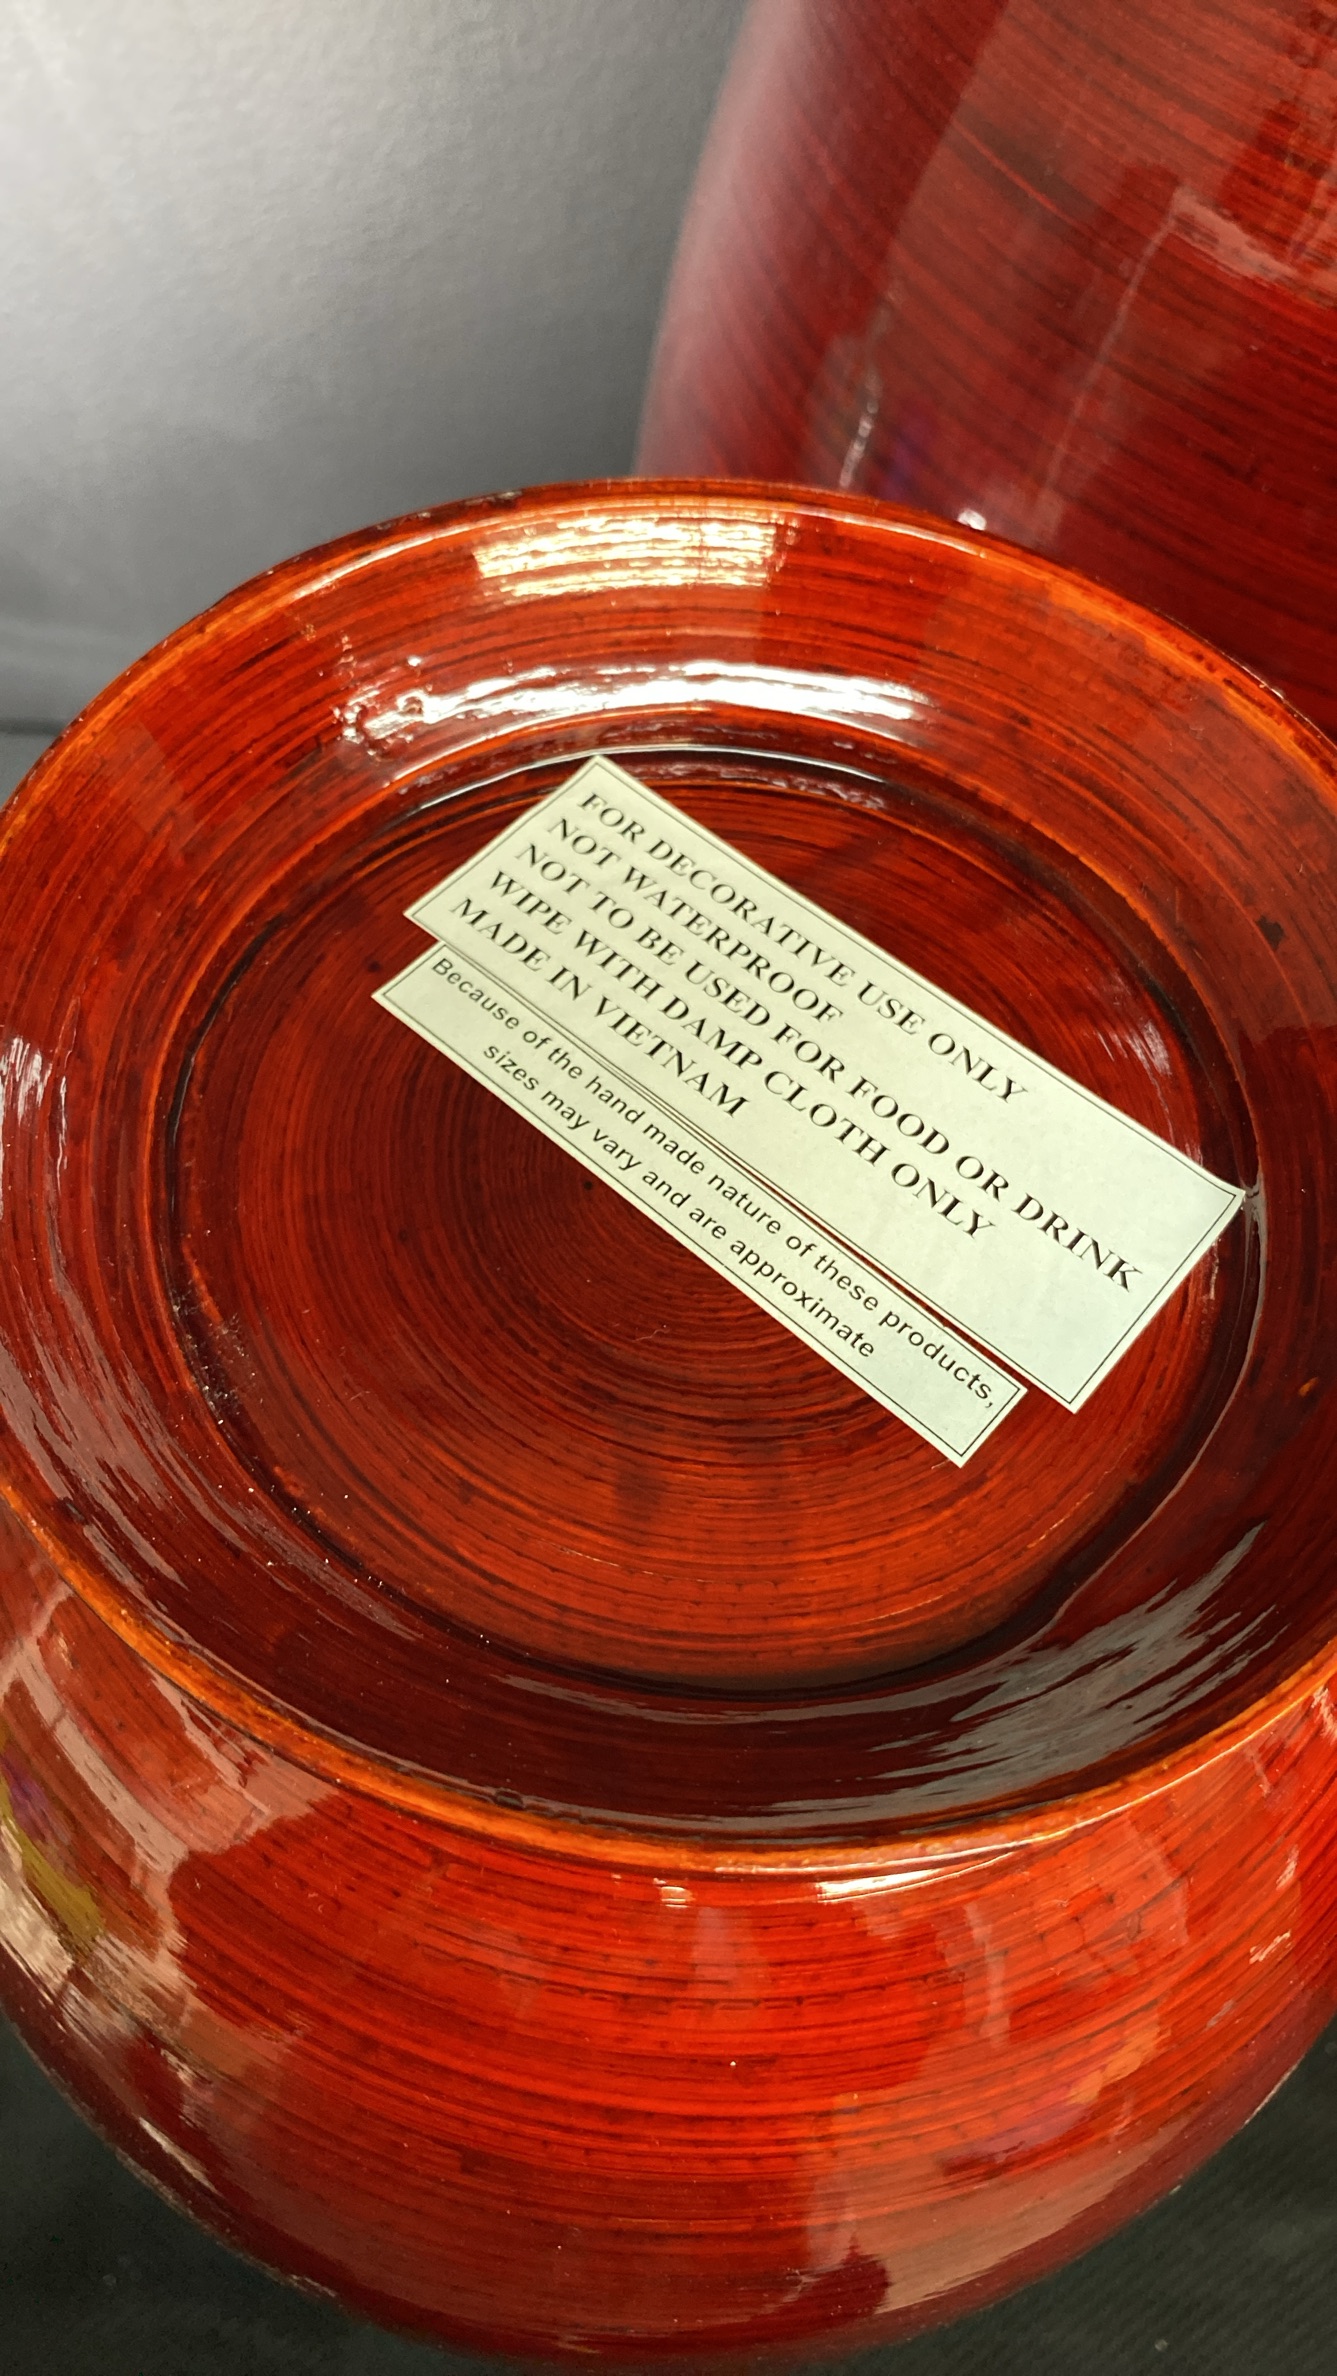 FOR DECORATIVE USE ONLY
NOT WATERPROOF
NOT TO BE USED FOR FOOD OR DRINK
WIPE WITH DAMP CLOTH ONLY
MADE IN VIETNAM
Because of the hand made nature of these products,
sizes may vary and are approximate